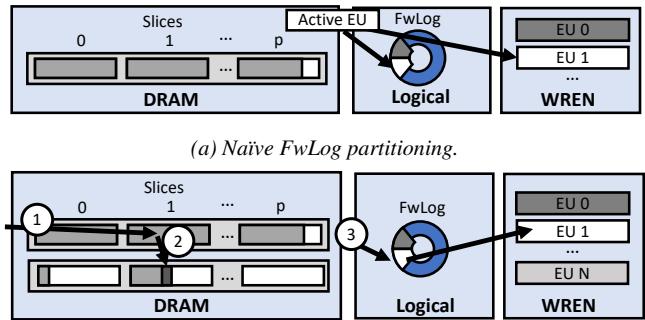 Slices
0 1 ... p
Active EU
FwLog
EU 0
EU 1
...
...
DRAM
Logical
WREN
(a) Naïve FwLog partitioning.
Slices
0 1 ... p
1
2
...
...
DRAM
3
FwLog
Logical
EU 0
EU 1
...
EU N
WREN